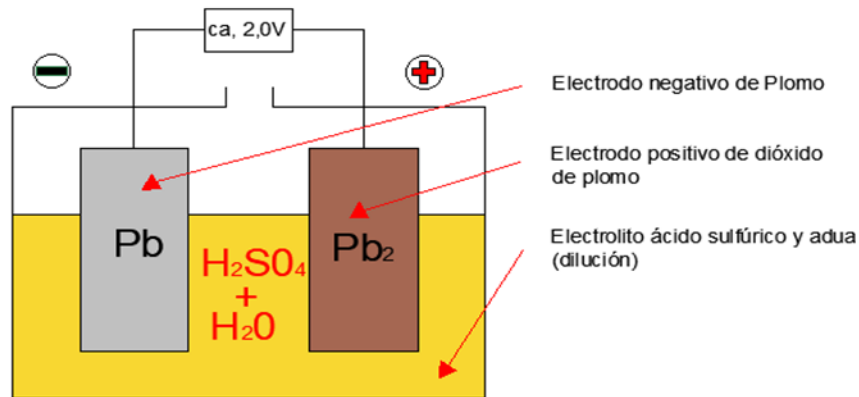 ca, 2,0V
Electrodo negativo de Plomo
Electrodo positivo de dióxido
de plomo
Electrolito ácido sulfúrico y adua
(dilución)
Pb
Pb₂
H₂S0₄
+
H₂0